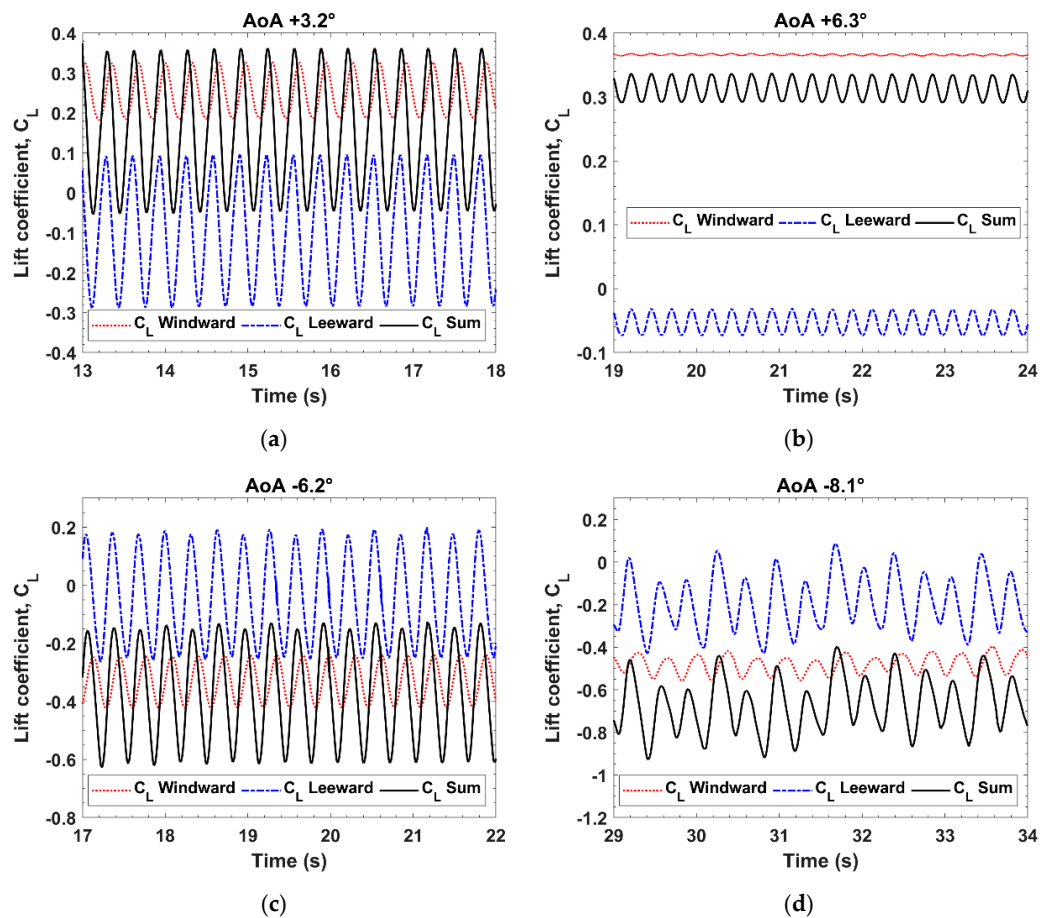 AoA +3.2°
Lift coefficient, C_L
0.4
0.3
0.2
0.1
0
-0.1
-0.2
-0.3
-0.4
C_L Windward C_L Leeward C_L Sum
13 14 15 16 17 18
Time (s)
(a)
AoA +6.3°
Lift coefficient, C_L
0.4
0.3
0.2
0.1
0
-0.1
C_L Windward C_L Leeward C_L Sum
19 20 21 22 23 24
Time (s)
(b)
AoA -6.2°
Lift coefficient, C_L
0.2
0
-0.2
-0.4
-0.6
-0.8
C_L Windward C_L Leeward C_L Sum
17 18 19 20 21 22
Time (s)
(c)
AoA -8.1°
Lift coefficient, C_L
0.2
0
-0.2
-0.4
-0.6
-0.8
-1
-1.2
C_L Windward C_L Leeward C_L Sum
29 30 31 32 33 34
Time (s)
(d)